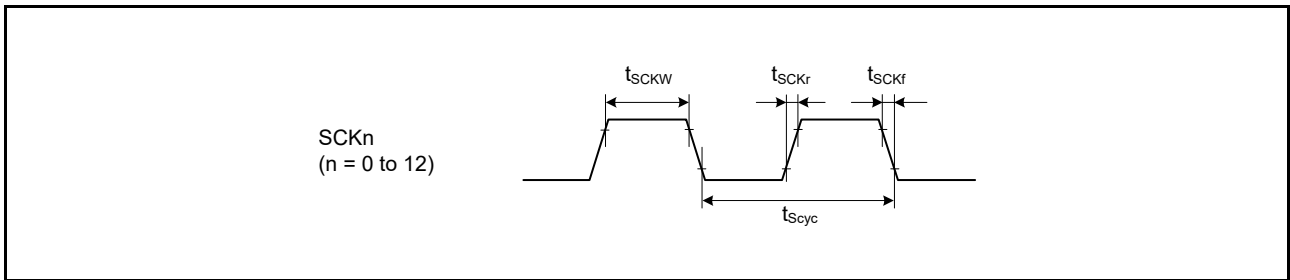 tSCKW
tSCKr
tSCKf
SCKn
(n = 0 to 12)
tScyc